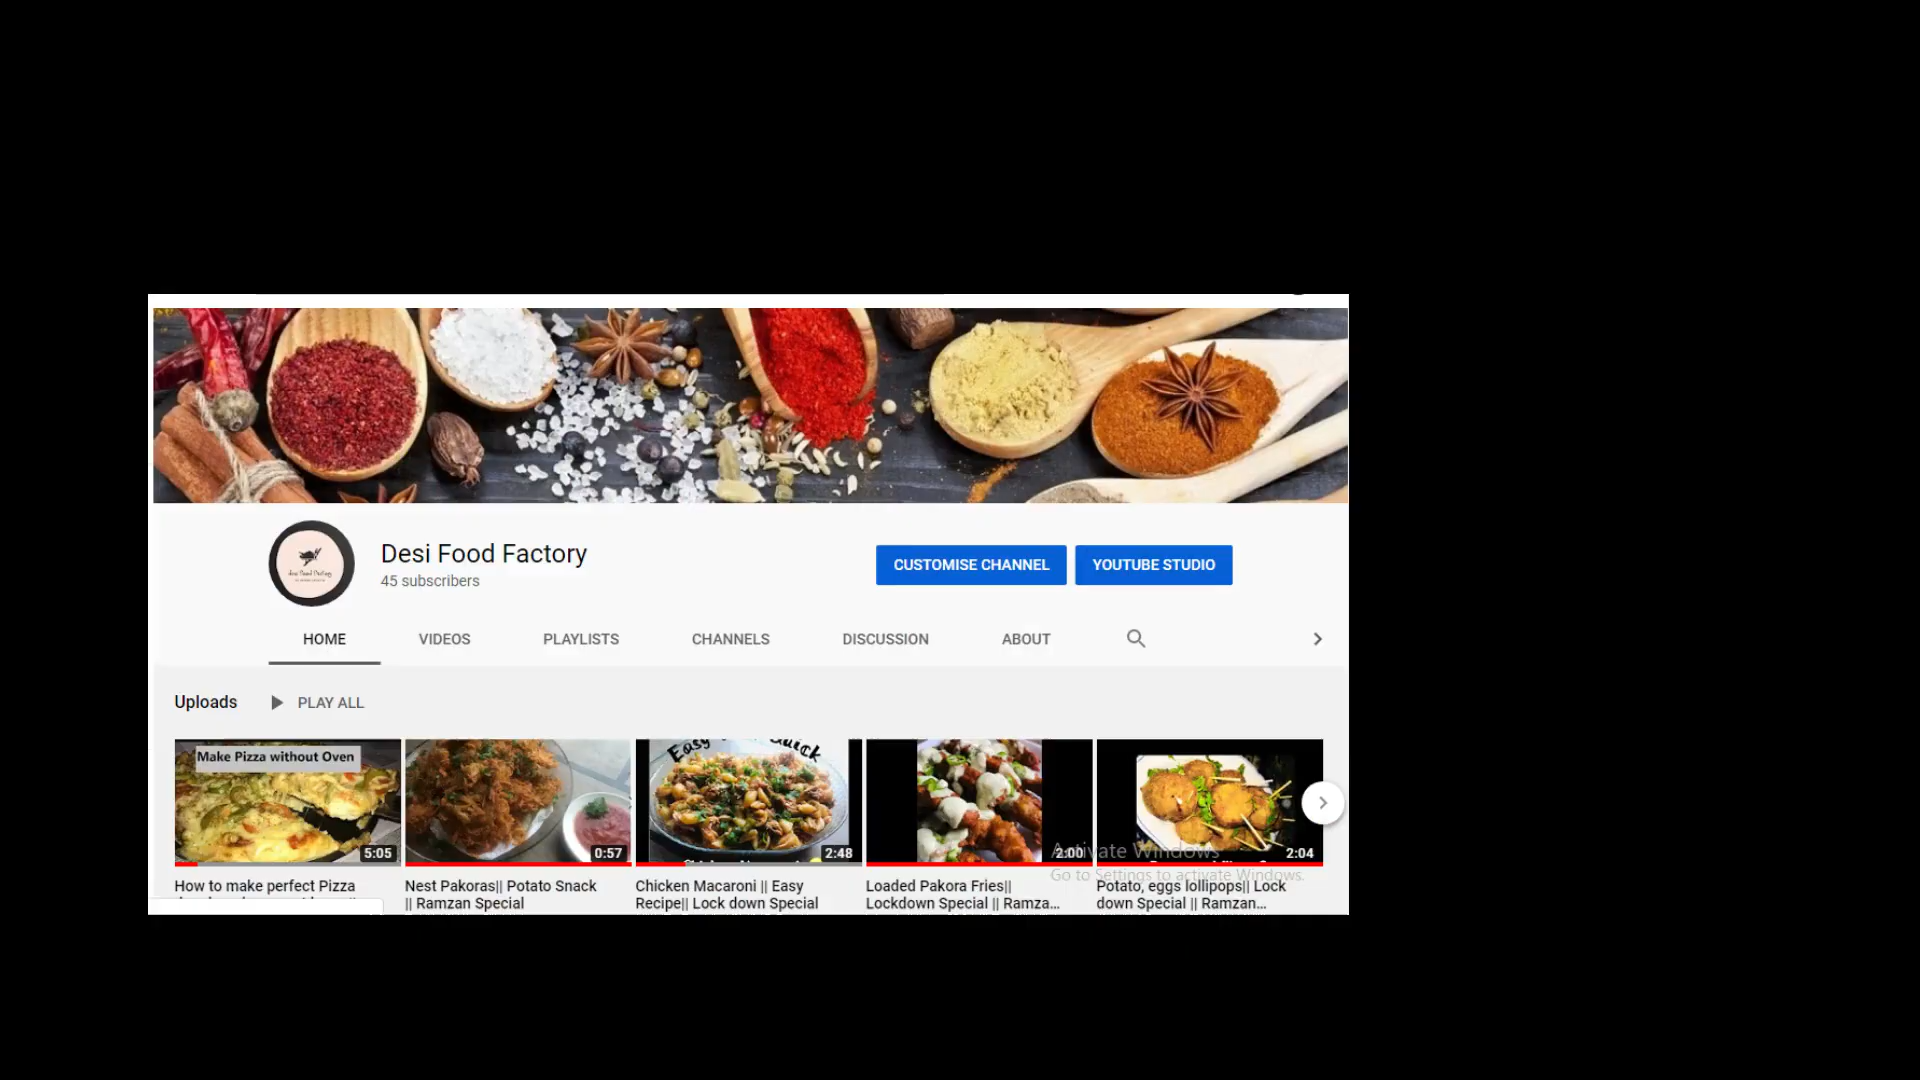 Desi Food Factory
45 subscribers
CUSTOMISE CHANNEL
YOUTUBE STUDIO
HOME
VIDEOS
PLAYLISTS
CHANNELS
DISCUSSION
ABOUT
Uploads
PLAY ALL
Make Pizza without Oven
5:05
0:57
Easy
Quick
2:48
2:00
2:04
Activate Windows
Go to Settings to activate Windows.
How to make perfect Pizza
Nest Pakoras|| Potato Snack
|| Ramzan Special
Chicken Macaroni || Easy
Recipe|| Lock down Special
Loaded Pakora Fries||
Lockdown Special || Ramza...
Potato, eggs lollipops|| Lock
down Special || Ramzan...